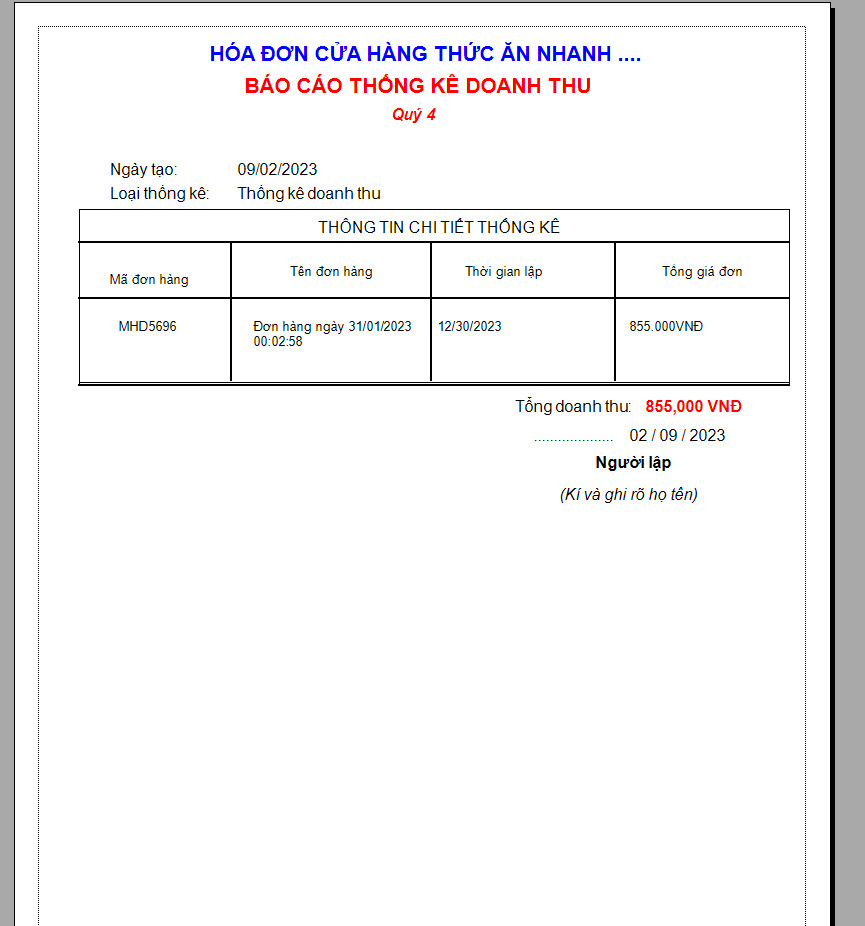 HÓA ĐƠN CỬA HÀNG THỨC ĂN NHANH ....
BÁO CÁO THỐNG KÊ DOANH THU
Quý 4
Ngày tạo: 09/02/2023
Loại thống kê: Thống kê doanh thu
THÔNG TIN CHI TIẾT THỐNG KÊ
Mã đơn hàng Tên đơn hàng Thời gian lập Tổng giá đơn
MHD5696 Đơn hàng ngày 31/01/2023 12/30/2023 855.000VNĐ
00:02:58
Tổng doanh thu: 855,000 VNĐ
.................... 02 / 09 / 2023
Người lập
(Kí và ghi rõ họ tên)